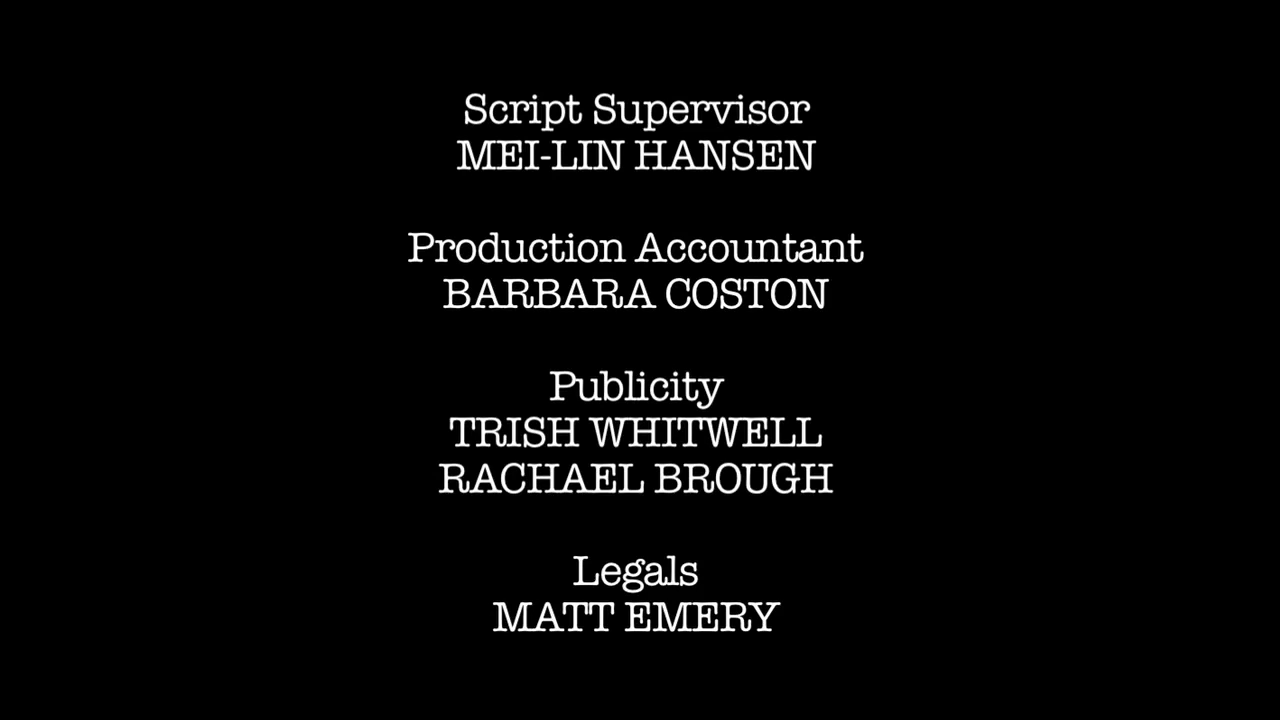 Script Supervisor
MEI-LIN HANSEN
Production Accountant
BARBARA COSTON
Publicity
TRISH WHITWELL
RACHAEL BROUGH
Legals
MATT EMERY